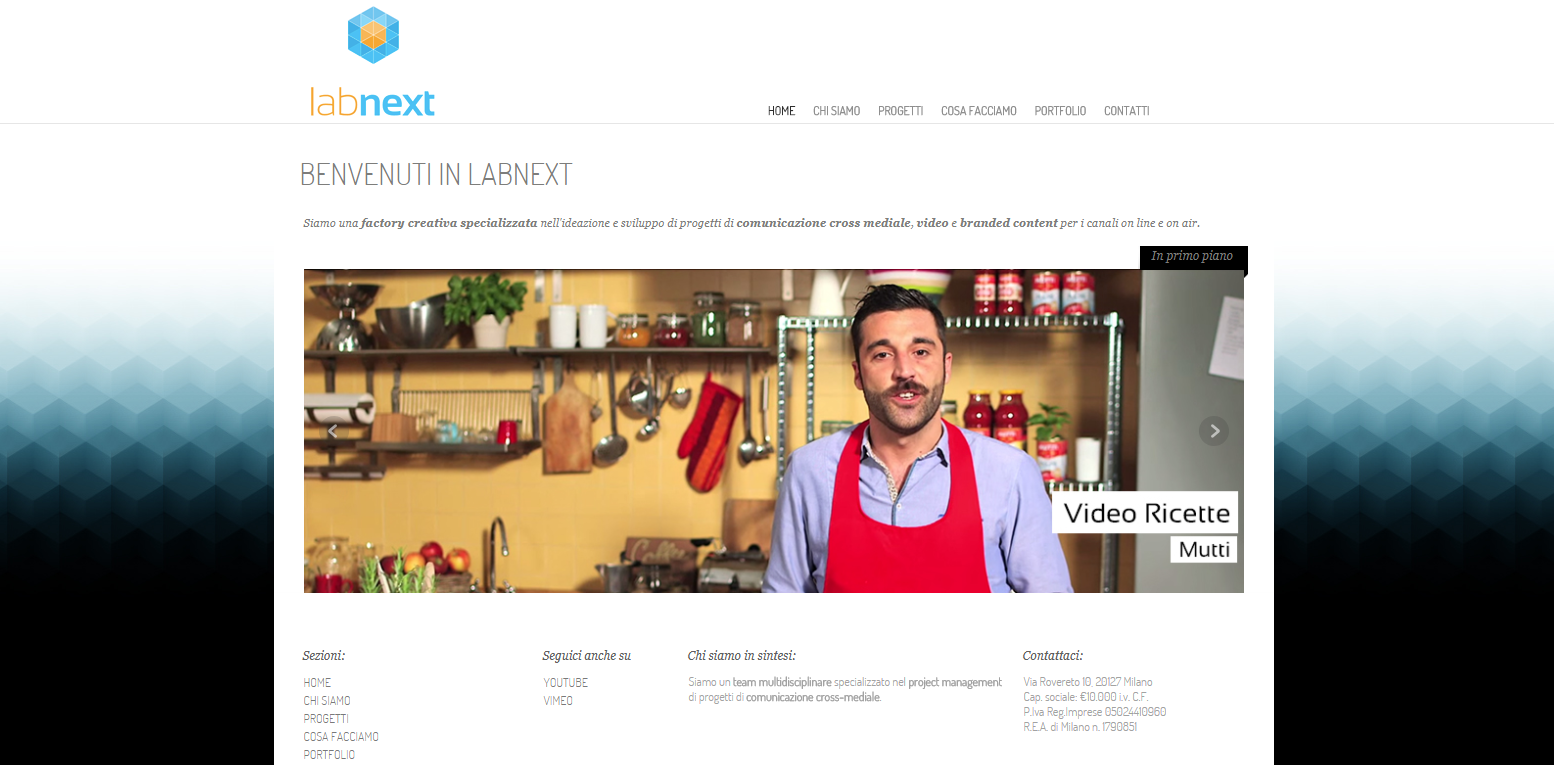 labnext
HOME CHI SIAMO PROGETTI COSA FACCIAMO PORTFOLIO CONTATTI
BENVENUTI IN LABNEXT
Siamo una factory creativa specializzata nell'ideazione e sviluppo di progetti di comunicazione cross mediale, video e branded content per i canali on line e on air.
In primo piano
Video Ricette
Mutti
Sezioni:
HOME
CHI SIAMO
PROGETTI
COSA FACCIAMO
PORTFOLIO
Seguici anche su
YOUTUBE
VIMEO
Chi siamo in sintesi:
Siamo un team multidisciplinare specializzato nel project management
di progetti di comunicazione cross-mediale.
Contattaci:
Via Rovereto 10, 20127 Milano
Cap. sociale: €10.000 i.v. C.F.
P.Iva Reg.Imprese 05024410960
R.E.A. di Milano n. 1790851